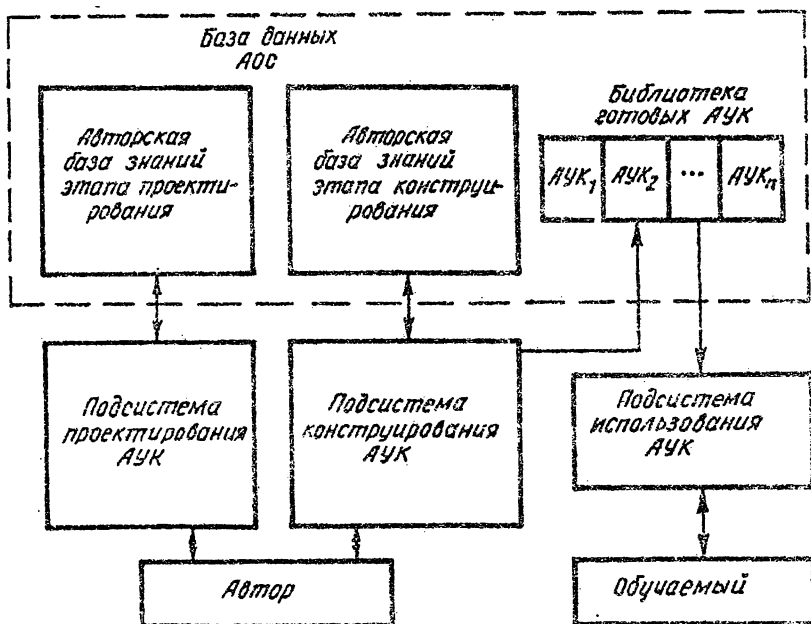 База данных
АОС
Авторская
база знаний
этапа проекти-
рования
Авторская
база знаний
этапа конструи-
рования
Библиотека
готовых АУК
АУК₁
АУК₂
...
АУКₙ
Подсистема
проектирования
АУК
Подсистема
конструирования
АУК
Подсистема
использования
АУК
Автор
Обучаемый